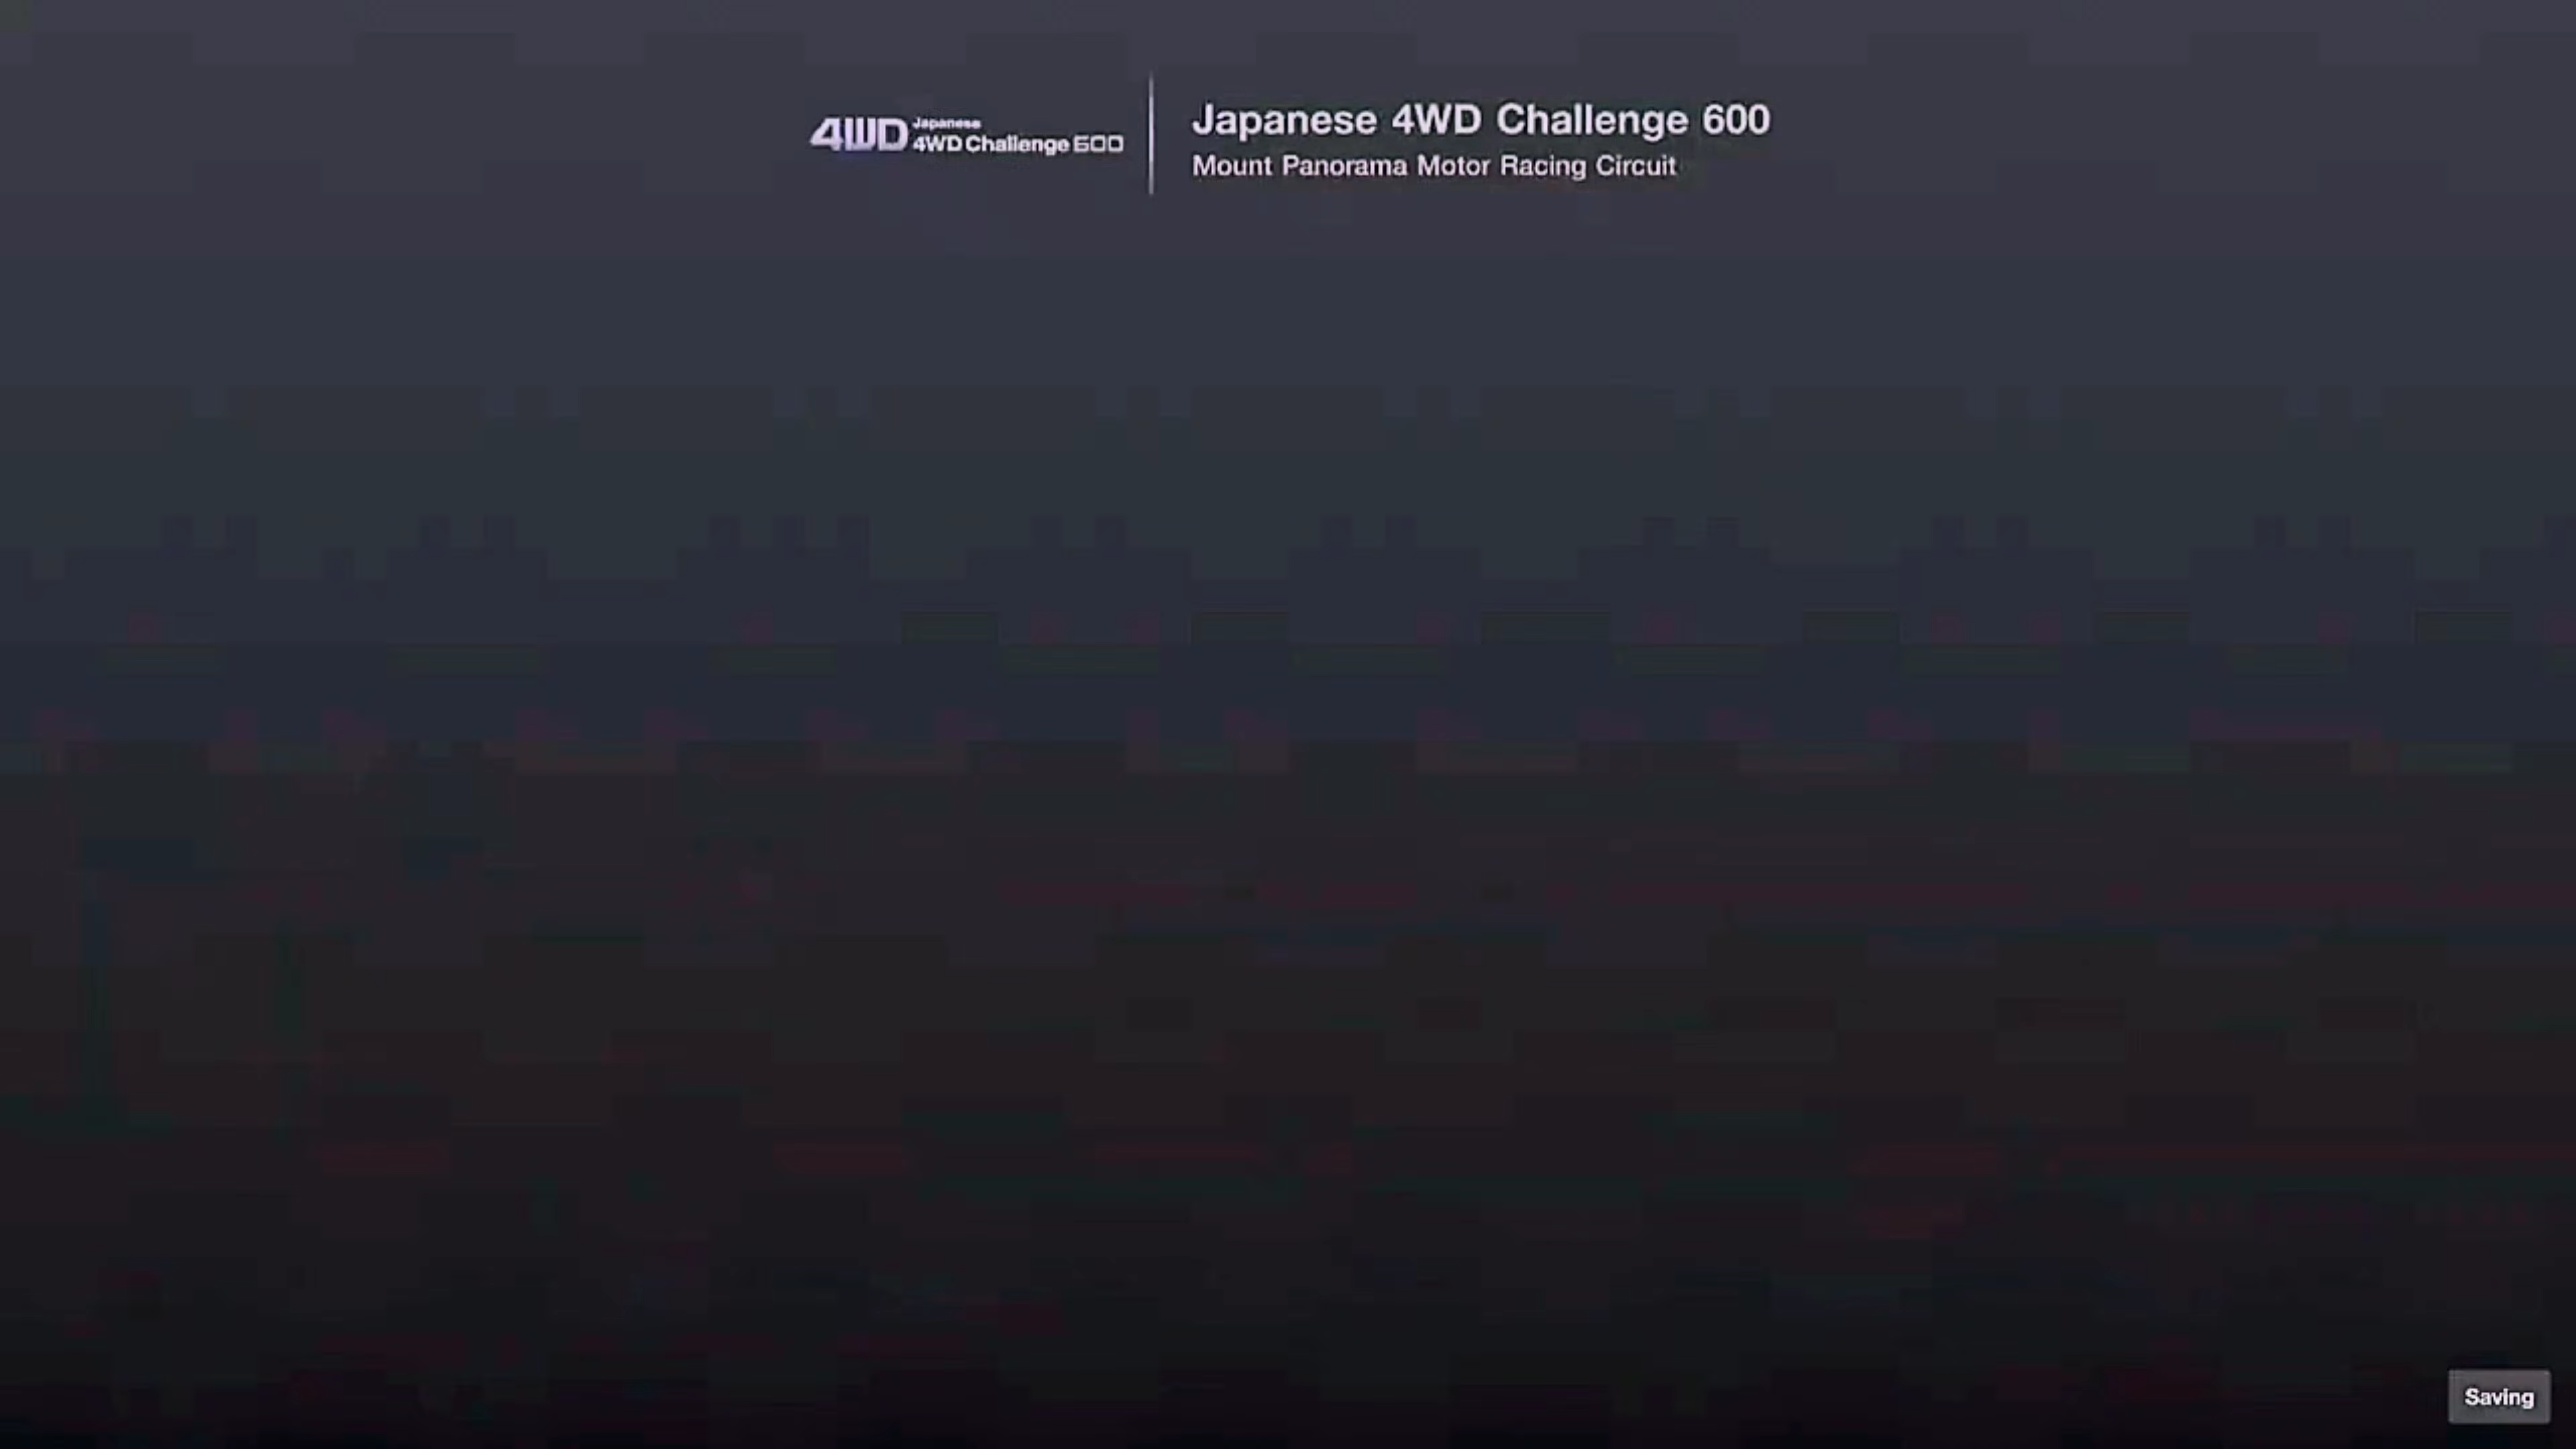 4WD Japanese
4WD Challenge 600
Japanese 4WD Challenge 600
Mount Panorama Motor Racing Circuit
Saving